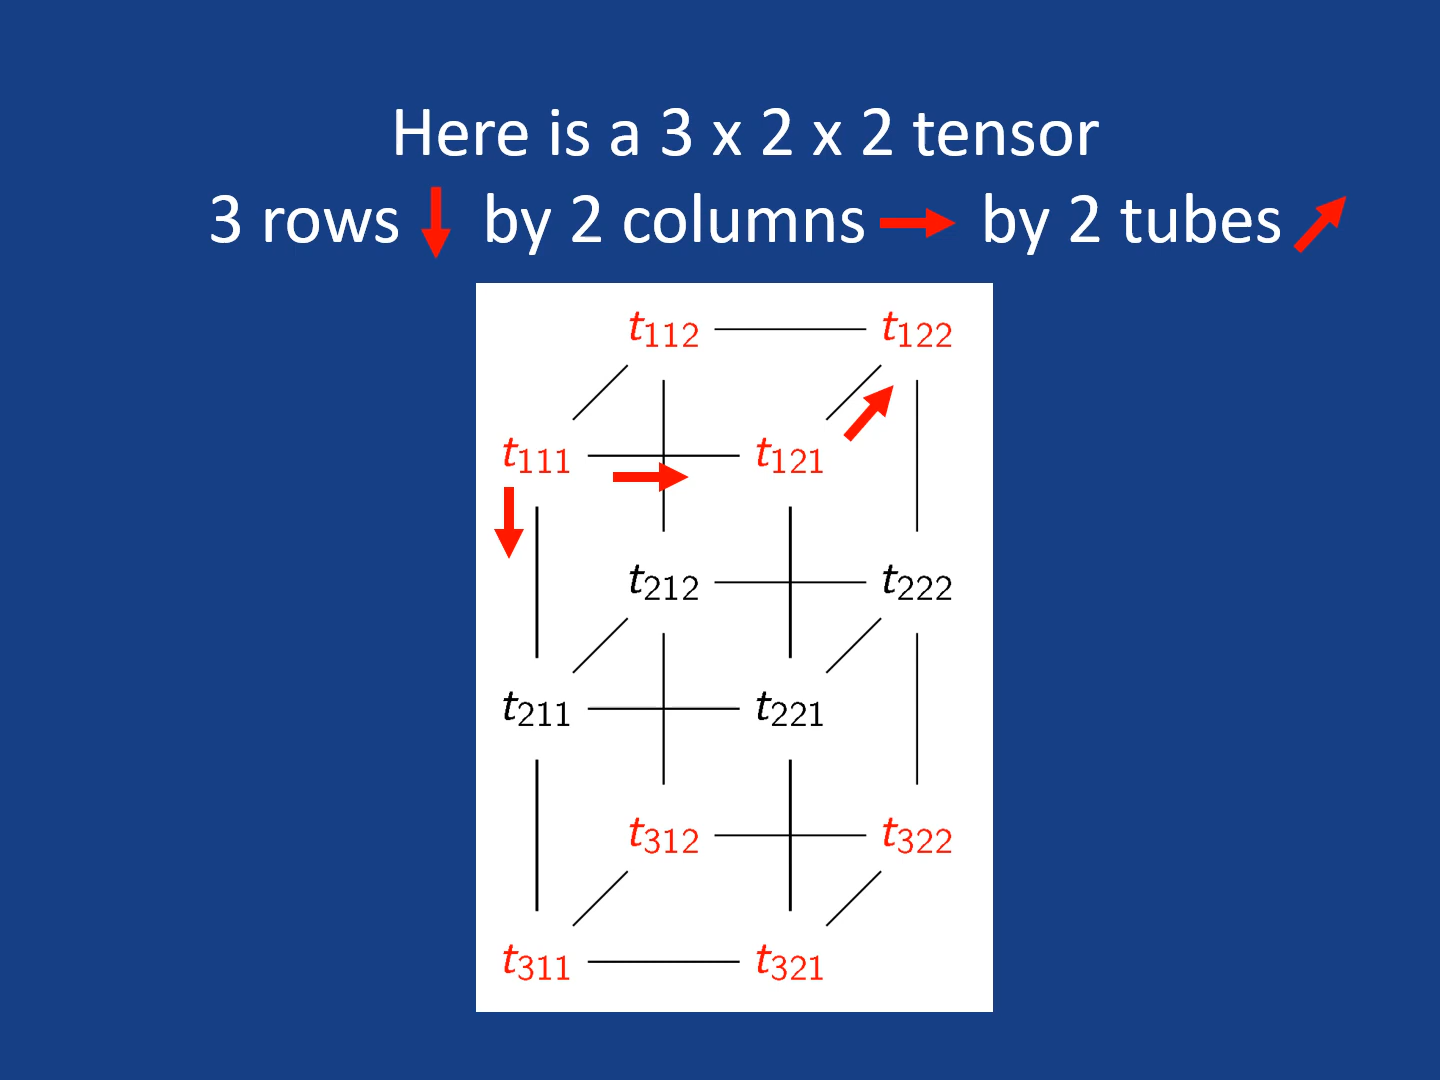 Here is a 3 x 2 x 2 tensor
3 rows by 2 columns by 2 tubes
t₁₁₂ t₁₂₂
t₁₁₁ t₁₂₁
t₂₁₂ t₂₂₂
t₂₁₁ t₂₂₁
t₃₁₂ t₃₂₂
t₃₁₁ t₃₂₁